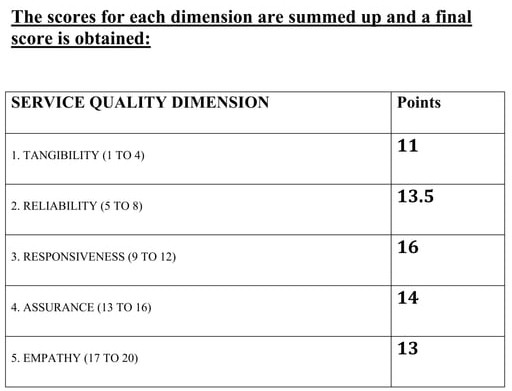 The scores for each dimension are summed up and a final
score is obtained:
SERVICE QUALITY DIMENSION Points
1. TANGIBILITY (1 TO 4) 11
2. RELIABILITY (5 TO 8) 13.5
3. RESPONSIVENESS (9 TO 12) 16
4. ASSURANCE (13 TO 16) 14
5. EMPATHY (17 TO 20) 13